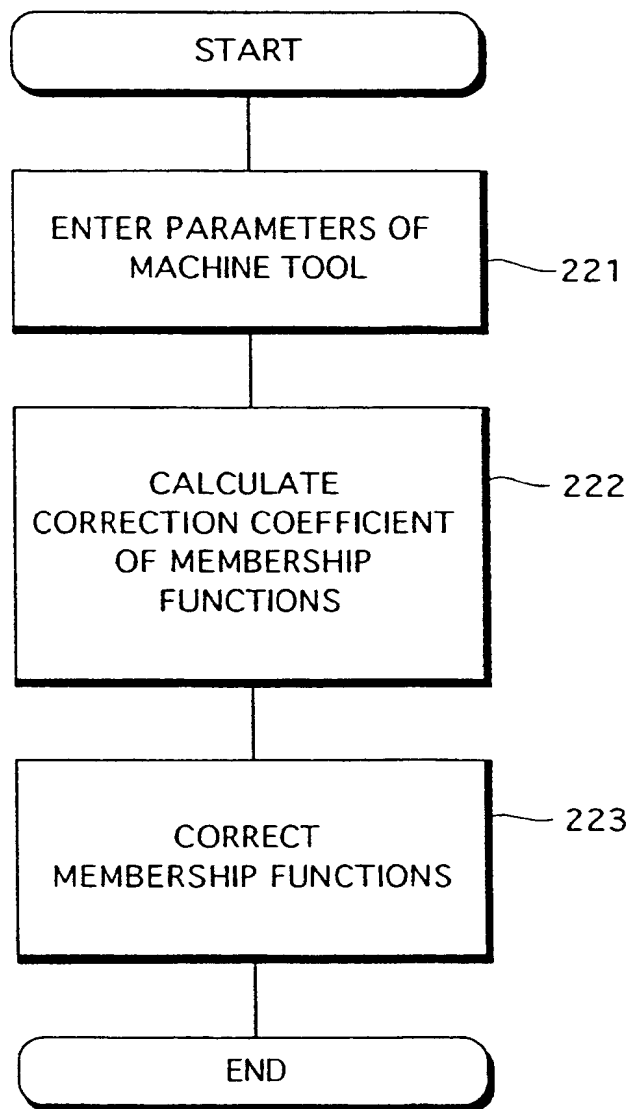 START
ENTER PARAMETERS OF
MACHINE TOOL
221
CALCULATE
CORRECTION COEFFICIENT
OF MEMBERSHIP
FUNCTIONS
222
CORRECT
MEMBERSHIP FUNCTIONS
223
END